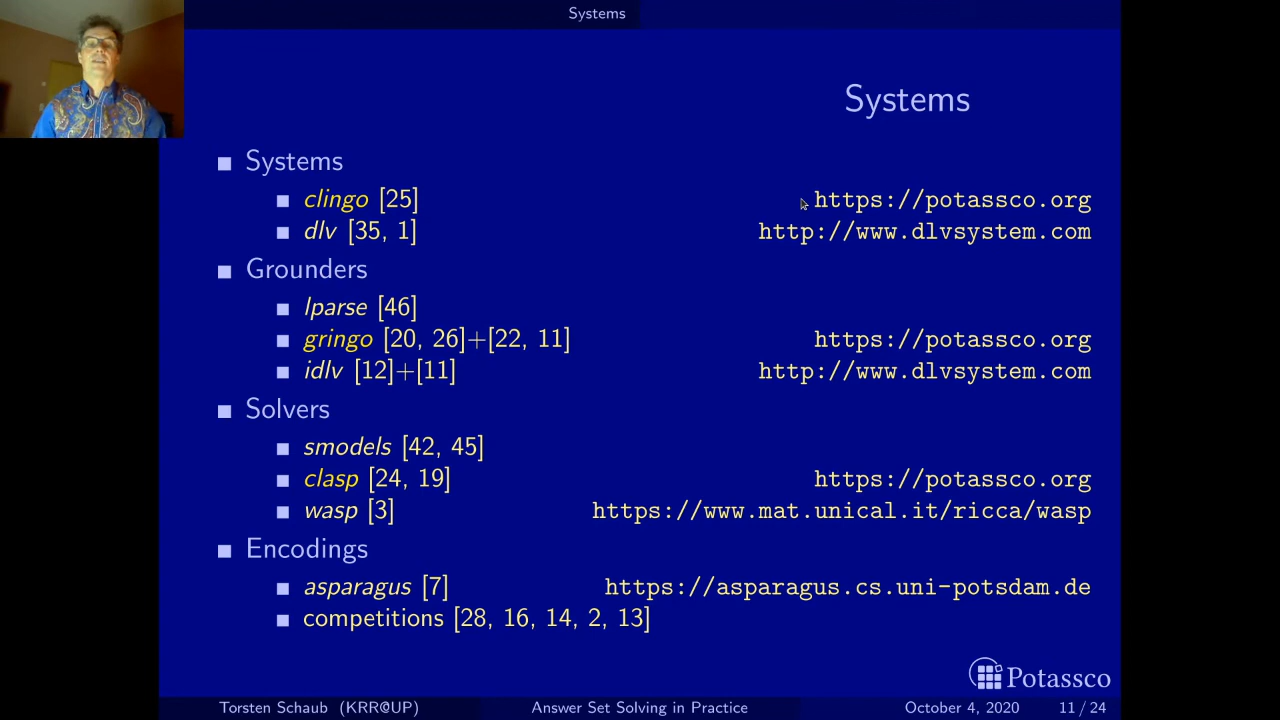 Systems
Systems
Systems
clingo [25] https://potassco.org
dlv [35, 1] http://www.dlvsystem.com
Grounders
lparse [46]
gringo [20, 26]+[22, 11] https://potassco.org
idlv [12]+[11] http://www.dlvsystem.com
Solvers
smodels [42, 45]
clasp [24, 19] https://potassco.org
wasp [3] https://www.mat.unical.it/ricca/wasp
Encodings
asparagus [7] https://asparagus.cs.uni-potsdam.de
competitions [28, 16, 14, 2, 13]
Potassco
Torsten Schaub (KRR@UP) Answer Set Solving in Practice October 4, 2020 11 / 24